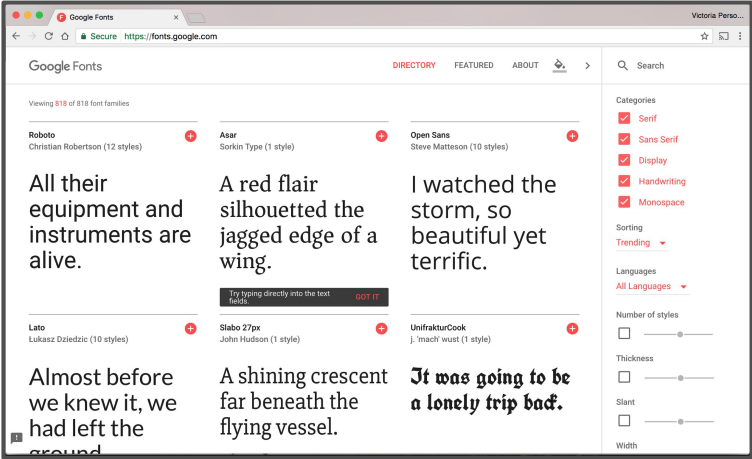 Google Fonts
Victoria Perso...
Secure https://fonts.google.com
Google Fonts
DIRECTORY FEATURED ABOUT
Search
Viewing 818 of 818 font families
Roboto
Christian Robertson (12 styles)
All their
equipment and
instruments are
alive.
Asar
Sorkin Type (1 style)
A red flair
silhouetted the
jagged edge of a
wing.
Try typing directly into the text
fields.
GOT IT
Open Sans
Steve Matteson (10 styles)
I watched the
storm, so
beautiful yet
terrific.
Lato
Łukasz Dziedzic (10 styles)
Almost before
we knew it, we
had left the
ground
Slabo 27px
John Hudson (1 style)
A shining crescent
far beneath the
flying vessel.
UnifrakturCook
j. 'mach' wust (1 style)
It was going to be
a lonely trip back.
Categories
Serif
Sans Serif
Display
Handwriting
Monospace
Sorting
Trending
Languages
All Languages
Number of styles
Thickness
Slant
Width